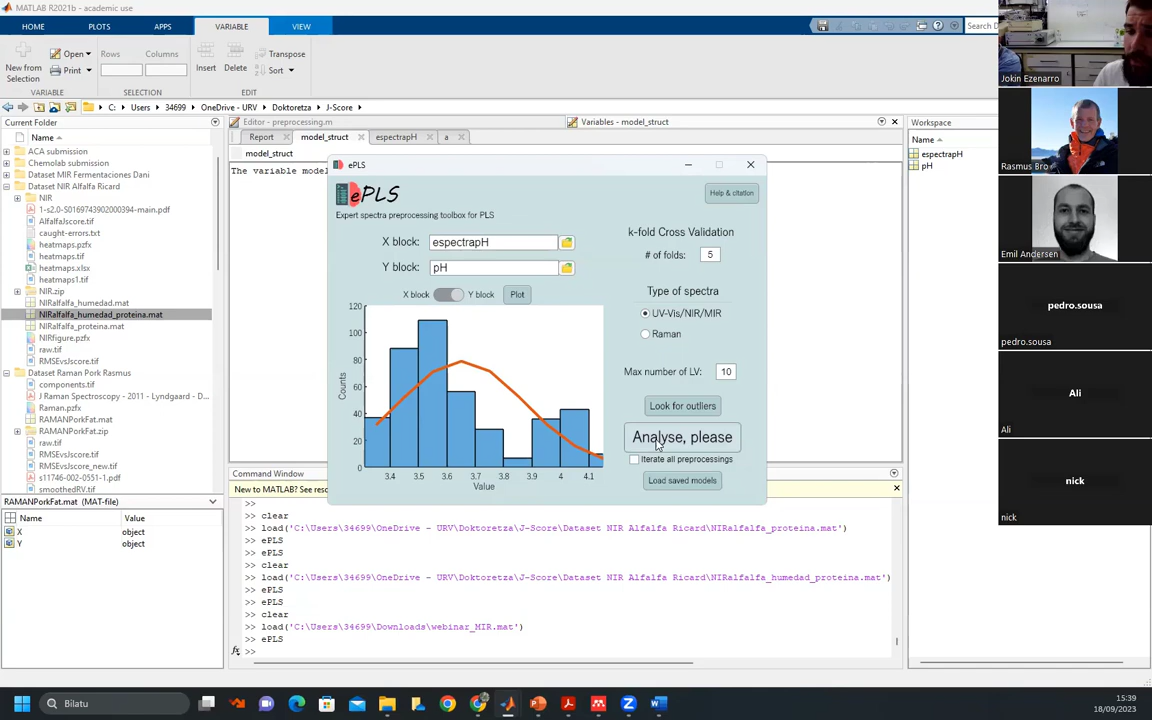 MATLAB R2021b - academic use
HOME PLOTS APPS VARIABLE VIEW
Search D
New from Selection
Open
Print
Rows Columns
Insert Delete
Transpose
Sort
VARIABLE SELECTION EDIT
C: Users 34699 OneDrive - URV Doktoretza J-Score
Current Folder
Name
ACA submission
Chemolab submission
Dataset MIR Fermentaciones Dani
Dataset NIR Alfalfa Ricard
NIR
1-s2.0-S0169743902000394-main.pdf
AlfalfaJscore.tif
caught-errors.txt
heatmaps.pzfx
heatmaps.tif
heatmaps.xlsx
heatmaps1.tif
NIR.zip
NIRalfalfa_humedad.mat
NIRalfalfa_humedad_proteina.mat
NIRalfalfa_proteina.mat
NIRfigure.pzfx
raw.tif
RMSEvsJscore.tif
Dataset Raman Pork Rasmus
components.tif
J Raman Spectroscopy - 2011 - Lyndgaard - D...
Raman.pzfx
RAMANPorkFat.mat
RAMANPorkFat.zip
raw.tif
RMSEvsJscore.tif
RMSEvsJscore_new.tif
s11746-002-0551-1.pdf
smoothedRV.tif
RAMANPorkFat.mat (MAT-file)
Name Value
X object
Y object
Editor - preprocessing.m
Variables - model_struct
Report model_struct espectrapH a
model_struct
The variable model
Workspace
Name
espectrapH
pH
ePLS
ePLS
Expert spectra preprocessing toolbox for PLS
Help & citation
X block: espectrapH
Y block: pH
X block Y block Plot
k-fold Cross Validation
# of folds: 5
Type of spectra
UV-Vis/NIR/MIR
Raman
Max number of LV: 10
Look for outliers
Analyse, please
Iterate all preprocessings
Load saved models
120
100
80
60
40
20
0
Counts
3.4 3.5 3.6 3.7 3.8 3.9 4 4.1
Value
Command Window
New to MATLAB? See resc
>>
>> clear
>> load('C:\Users\34699\OneDrive - URV\Doktoretza\J-Score\Dataset NIR Alfalfa Ricard\NIRalfalfa_proteina.mat')
>> ePLS
>> ePLS
>> clear
>> load('C:\Users\34699\OneDrive - URV\Doktoretza\J-Score\Dataset NIR Alfalfa Ricard\NIRalfalfa_humedad_proteina.mat')
>> ePLS
>> ePLS
>> clear
>> load('C:\Users\34699\Downloads\webinar_MIR.mat')
>> ePLS
fx >>
Jokin Ezenarro
Rasmus Bro
Emil Andersen
pedro.sousa
pedro.sousa
Ali
Ali
nick
nick
Bilatu
15:39
18/09/2023